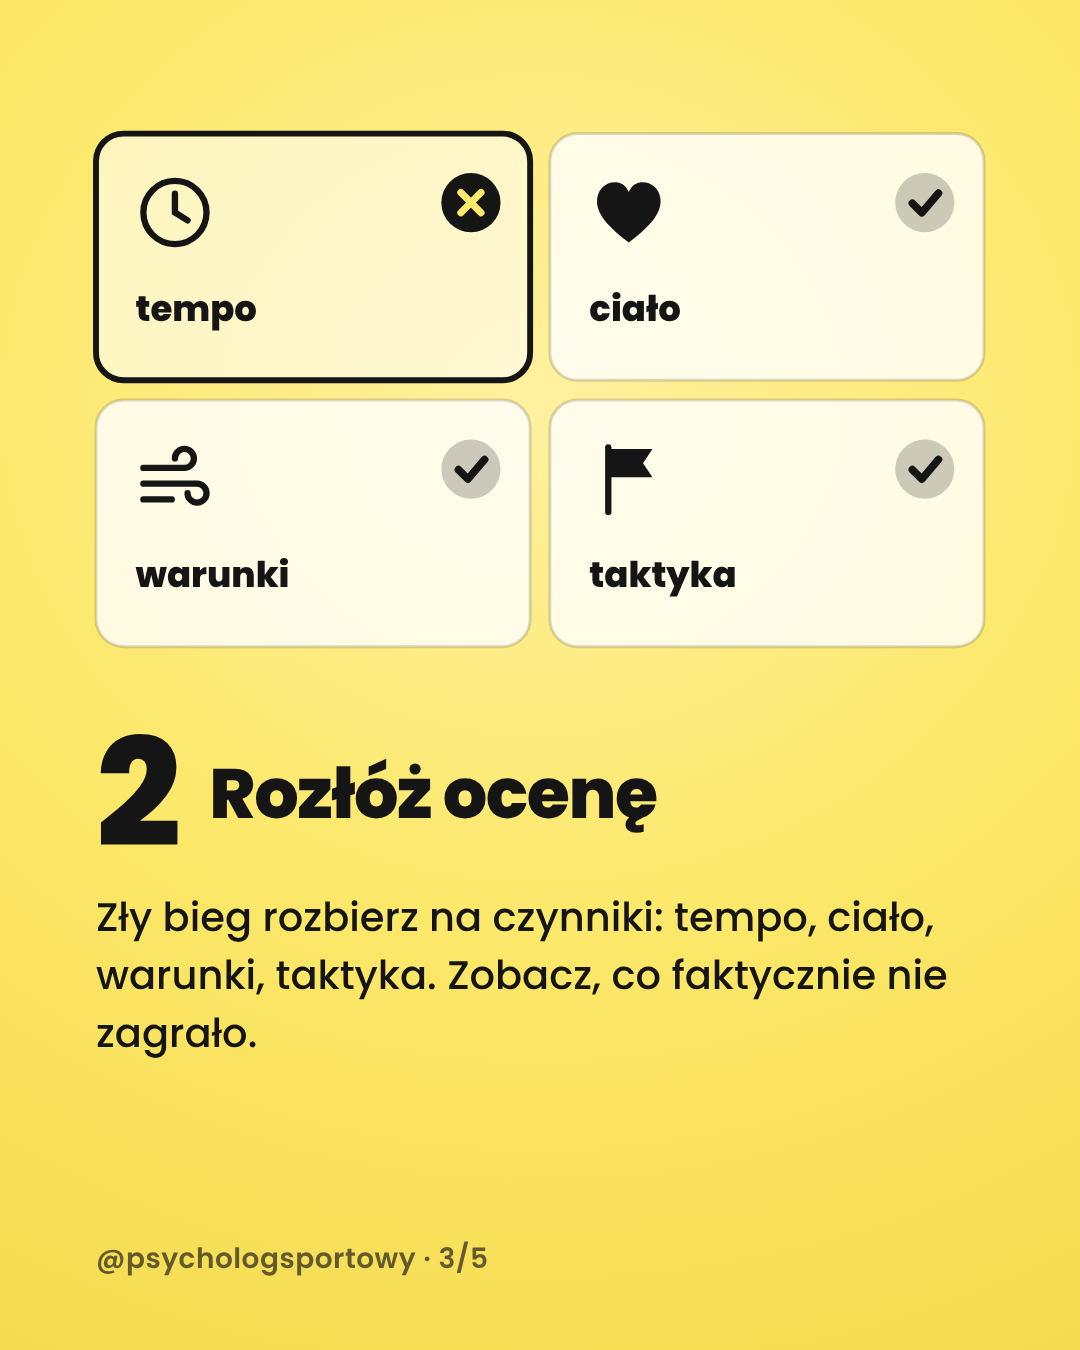 tempo
ciało
warunki
taktyka
2 Rozłóż ocenę
Zły bieg rozbierz na czynniki: tempo, ciało,
warunki, taktyka. Zobacz, co faktycznie nie
zagrało.
@psychologsportowy · 3/5